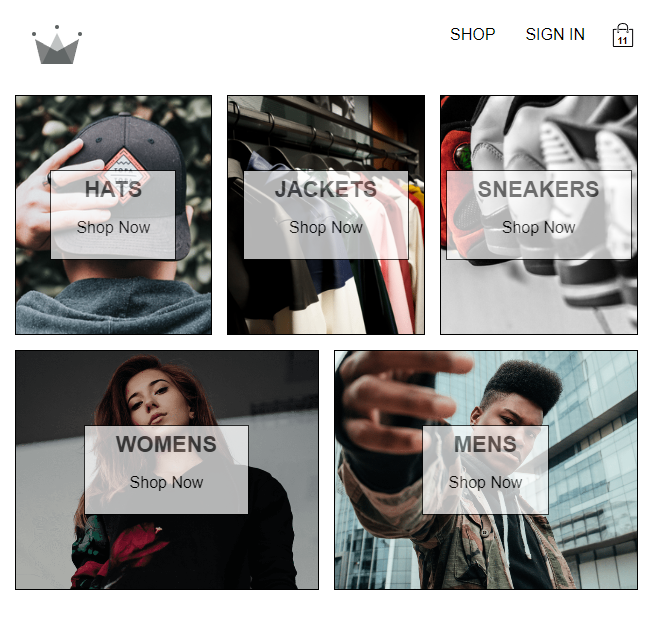 SHOP SIGN IN
11
HATS
Shop Now
JACKETS
Shop Now
SNEAKERS
Shop Now
WOMENS
Shop Now
MENS
Shop Now